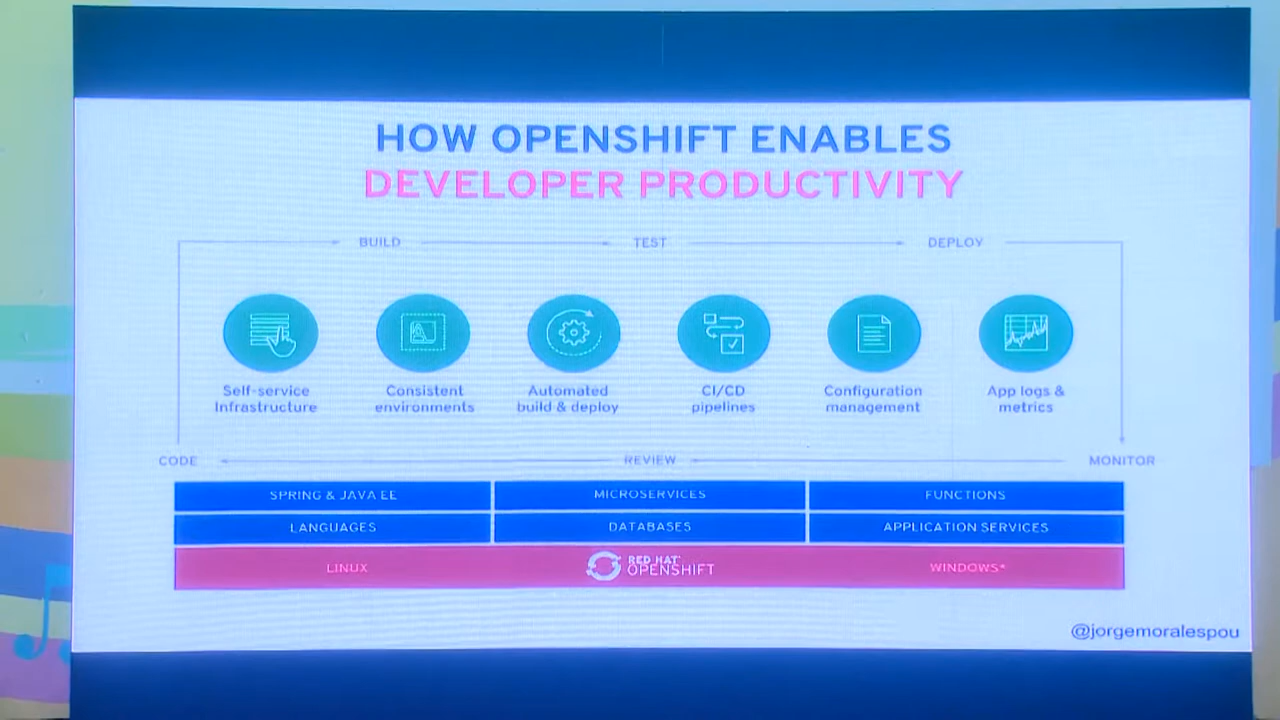 HOW OPENSHIFT ENABLES
DEVELOPER PRODUCTIVITY
BUILD TEST DEPLOY
Self-service Infrastructure
Consistent environments
Automated build & deploy
CI/CD pipelines
Configuration management
App logs & metrics
CODE REVIEW MONITOR
SPRING & JAVA EE MICROSERVICES FUNCTIONS
LANGUAGES DATABASES APPLICATION SERVICES
LINUX RED HAT OPENSHIFT WINDOWS*
@jorgemoralespou